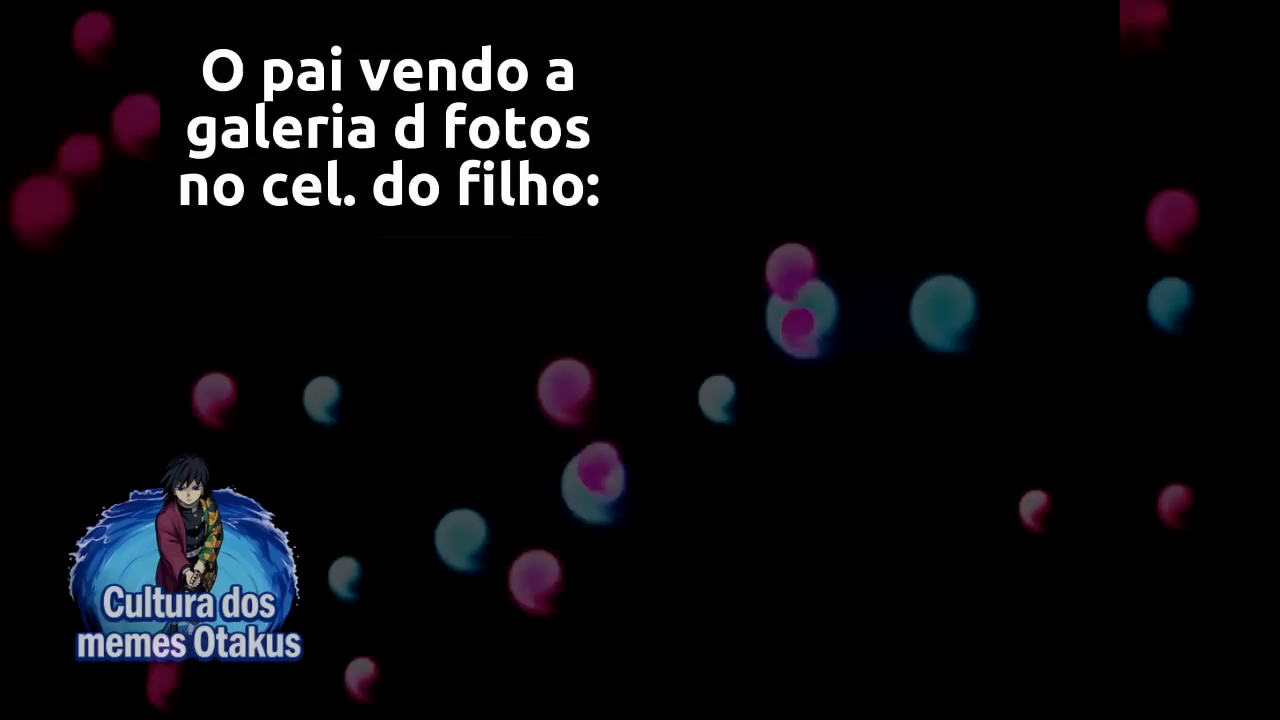 O pai vendo a
galeria d fotos
no cel. do filho:
Cultura dos
memes Otakus